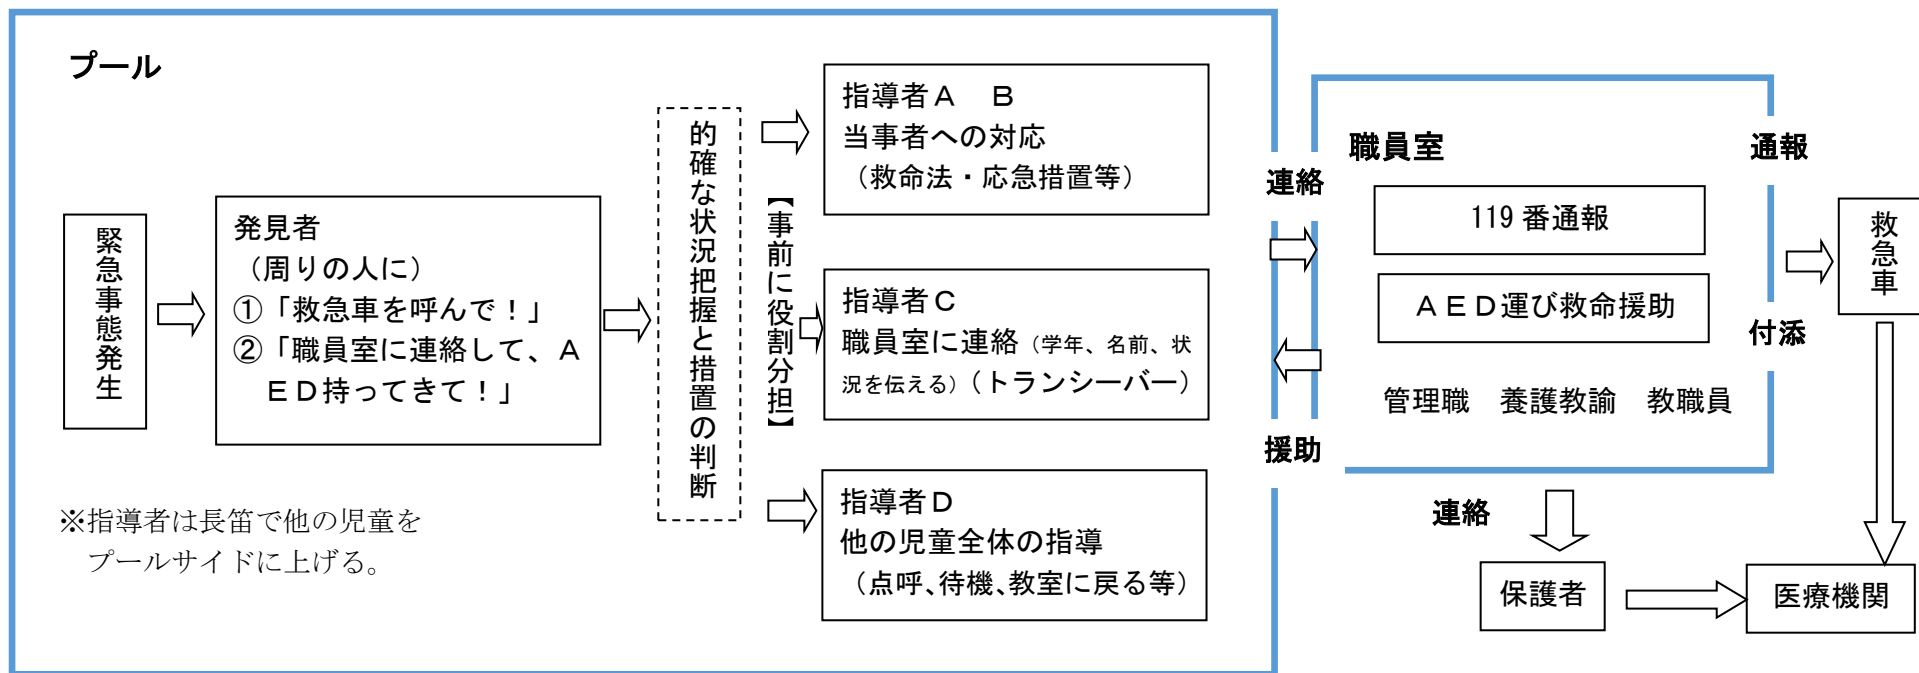 プール
緊急事態発生
発見者
（周りの人に）
①「救急車を呼んで！」
②「職員室に連絡して、Ａ
ＥＤ持ってきて！」
※指導者は長笛で他の児童を
プールサイドに上げる。
的確な状況把握と措置の判断
【事前に役割分担】
指導者Ａ　Ｂ
当事者への対応
（救命法・応急措置等）
指導者Ｃ
職員室に連絡（学年、名前、状
況を伝える）（トランシーバー）
指導者Ｄ
他の児童全体の指導
（点呼、待機、教室に戻る等）
連絡
援助
職員室
119 番通報
ＡＥＤ運び救命援助
管理職　養護教諭　教職員
通報
付添
救急車
連絡
保護者
医療機関